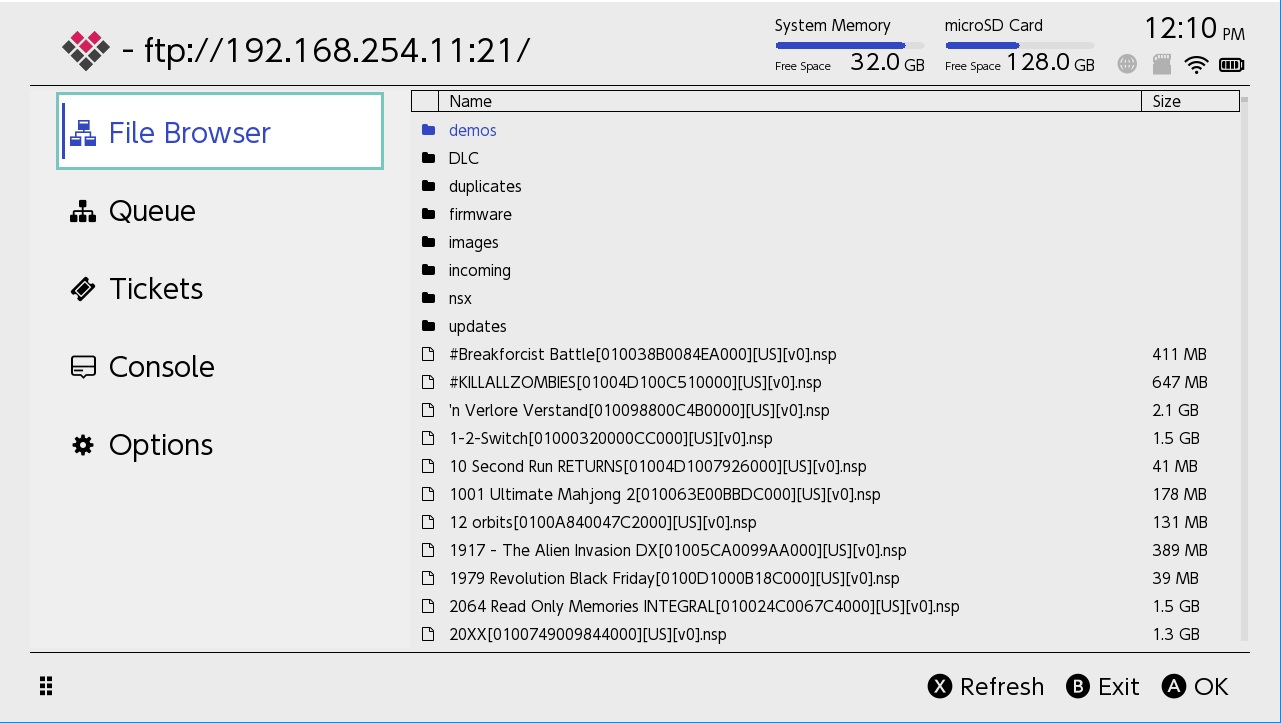 - ftp://192.168.254.11:21/
System Memory
Free Space 32.0 GB
microSD Card
Free Space 128.0 GB
12:10 PM
File Browser
Queue
Tickets
Console
Options
Name Size
demos
DLC
duplicates
firmware
images
incoming
nsx
updates
#Breakforcist Battle[010038B0084EA000][US][v0].nsp 411 MB
#KILLALLZOMBIES[01004D100C510000][US][v0].nsp 647 MB
'n Verlore Verstand[010098800C4B0000][US][v0].nsp 2.1 GB
1-2-Switch[01000320000CC000][US][v0].nsp 1.5 GB
10 Second Run RETURNS[01004D1007926000][US][v0].nsp 41 MB
1001 Ultimate Mahjong 2[010063E00BBDC000][US][v0].nsp 178 MB
12 orbits[0100A840047C2000][US][v0].nsp 131 MB
1917 - The Alien Invasion DX[01005CA0099AA000][US][v0].nsp 389 MB
1979 Revolution Black Friday[0100D1000B18C000][US][v0].nsp 39 MB
2064 Read Only Memories INTEGRAL[010024C0067C4000][US][v0].nsp 1.5 GB
20XX[0100749009844000][US][v0].nsp 1.3 GB
X Refresh B Exit A OK